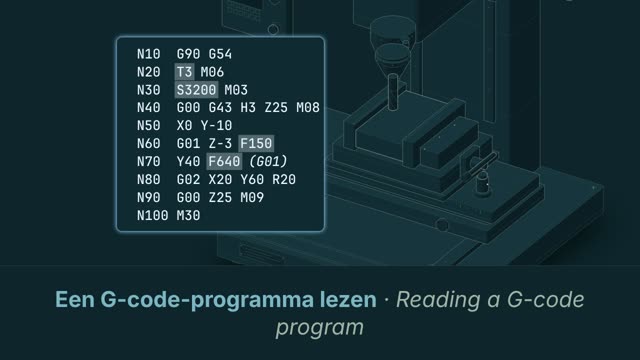 N10 G90 G54
N20 T3 M06
N30 S3200 M03
N40 G00 G43 H3 Z25 M08
N50 X0 Y-10
N60 G01 Z-3 F150
N70 Y40 F640 (G01)
N80 G02 X20 Y60 R20
N90 G00 Z25 M09
N100 M30
Een G-code-programma lezen · Reading a G-code
program